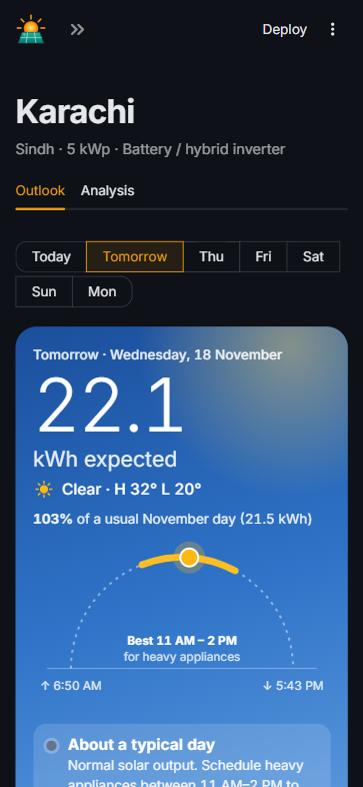 Deploy
Karachi
Sindh · 5 kWp · Battery / hybrid inverter
Outlook Analysis
Today Tomorrow Thu Fri Sat
Sun Mon
Tomorrow · Wednesday, 18 November
22.1
kWh expected
Clear · H 32° L 20°
103% of a usual November day (21.5 kWh)
Best 11 AM – 2 PM
for heavy appliances
↑ 6:50 AM ↓ 5:43 PM
About a typical day
Normal solar output. Schedule heavy
appliances between 11 AM–2 PM to